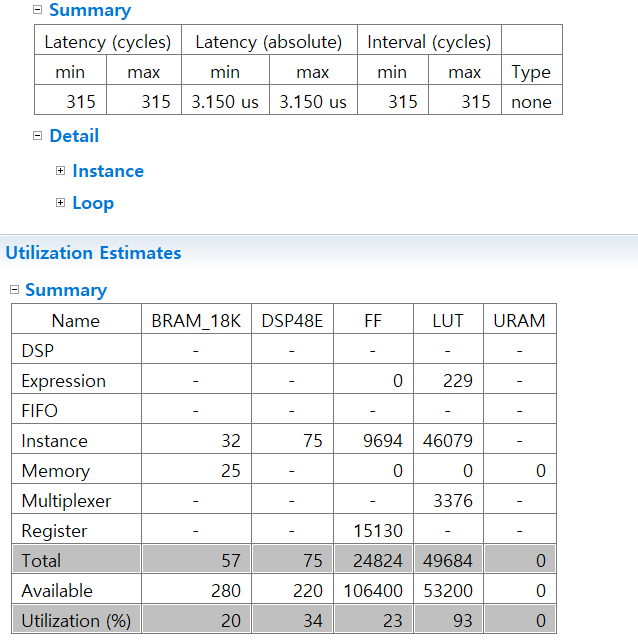 Summary
Latency (cycles) Latency (absolute) Interval (cycles)
min max min max min max Type
315 315 3.150 us 3.150 us 315 315 none
Detail
Instance
Loop
Utilization Estimates
Summary
Name BRAM_18K DSP48E FF LUT URAM
DSP - - - - -
Expression - - 0 229 -
FIFO - - - - -
Instance 32 75 9694 46079 -
Memory 25 - 0 0 0
Multiplexer - - - 3376 -
Register - - 15130 - -
Total 57 75 24824 49684 0
Available 280 220 106400 53200 0
Utilization (%) 20 34 23 93 0